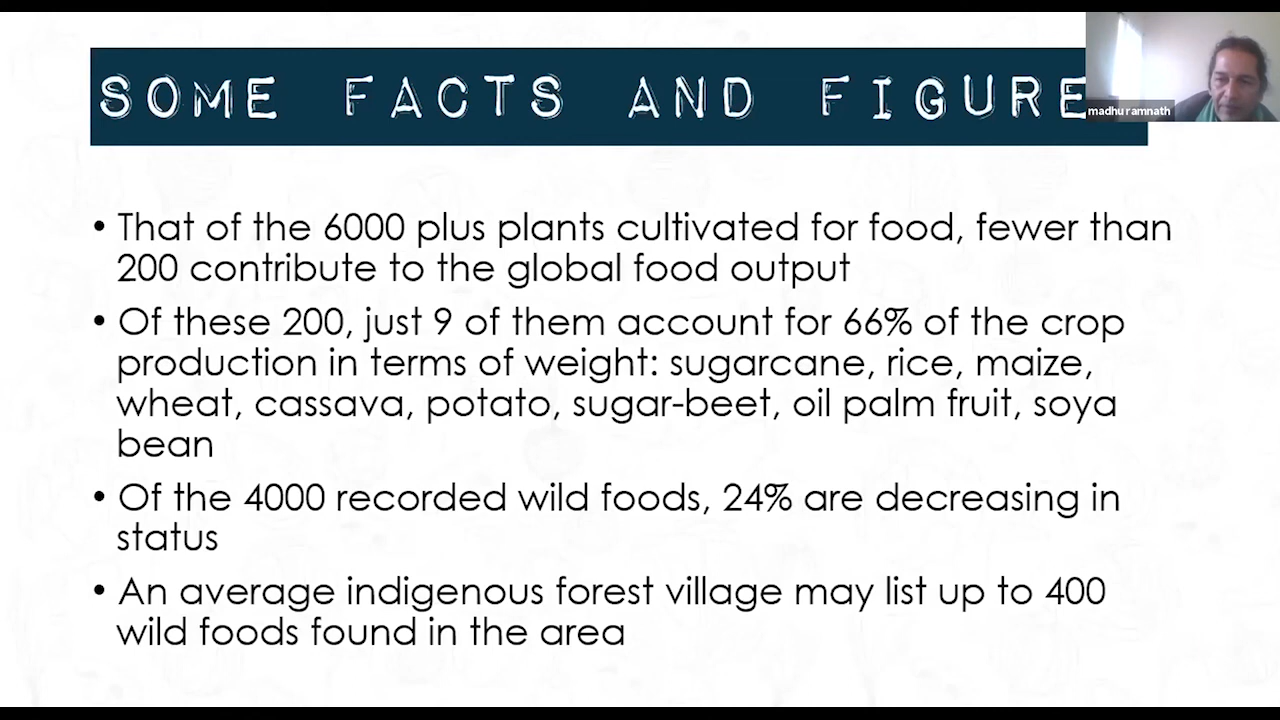 SOME FACTS AND FIGURE
madhu ramnath
• That of the 6000 plus plants cultivated for food, fewer than
200 contribute to the global food output
• Of these 200, just 9 of them account for 66% of the crop
production in terms of weight: sugarcane, rice, maize,
wheat, cassava, potato, sugar-beet, oil palm fruit, soya
bean
• Of the 4000 recorded wild foods, 24% are decreasing in
status
• An average indigenous forest village may list up to 400
wild foods found in the area